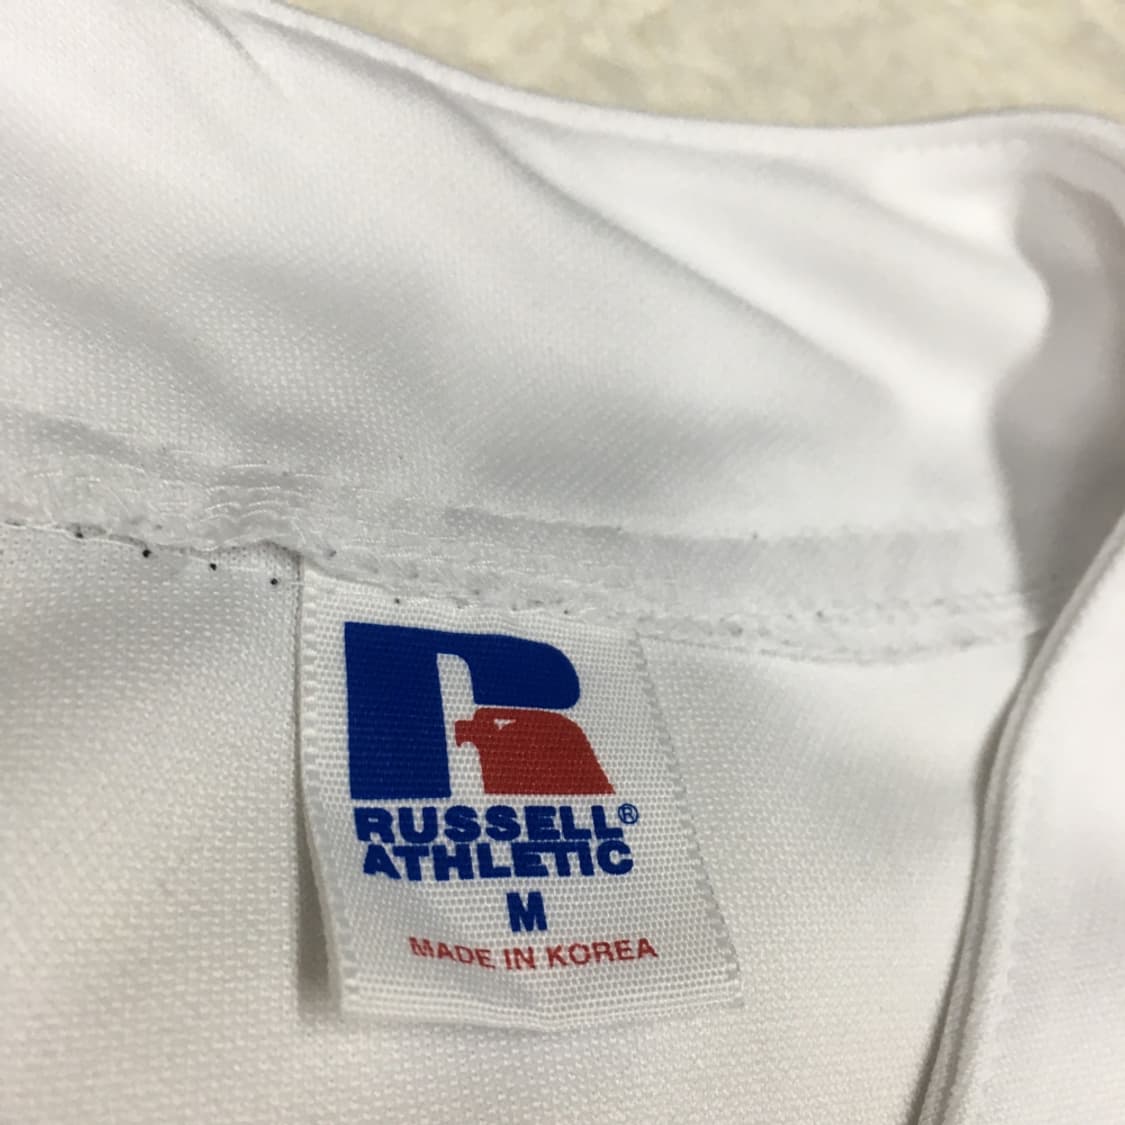 RUSSELL®
ATHLETIC
M
MADE IN KOREA